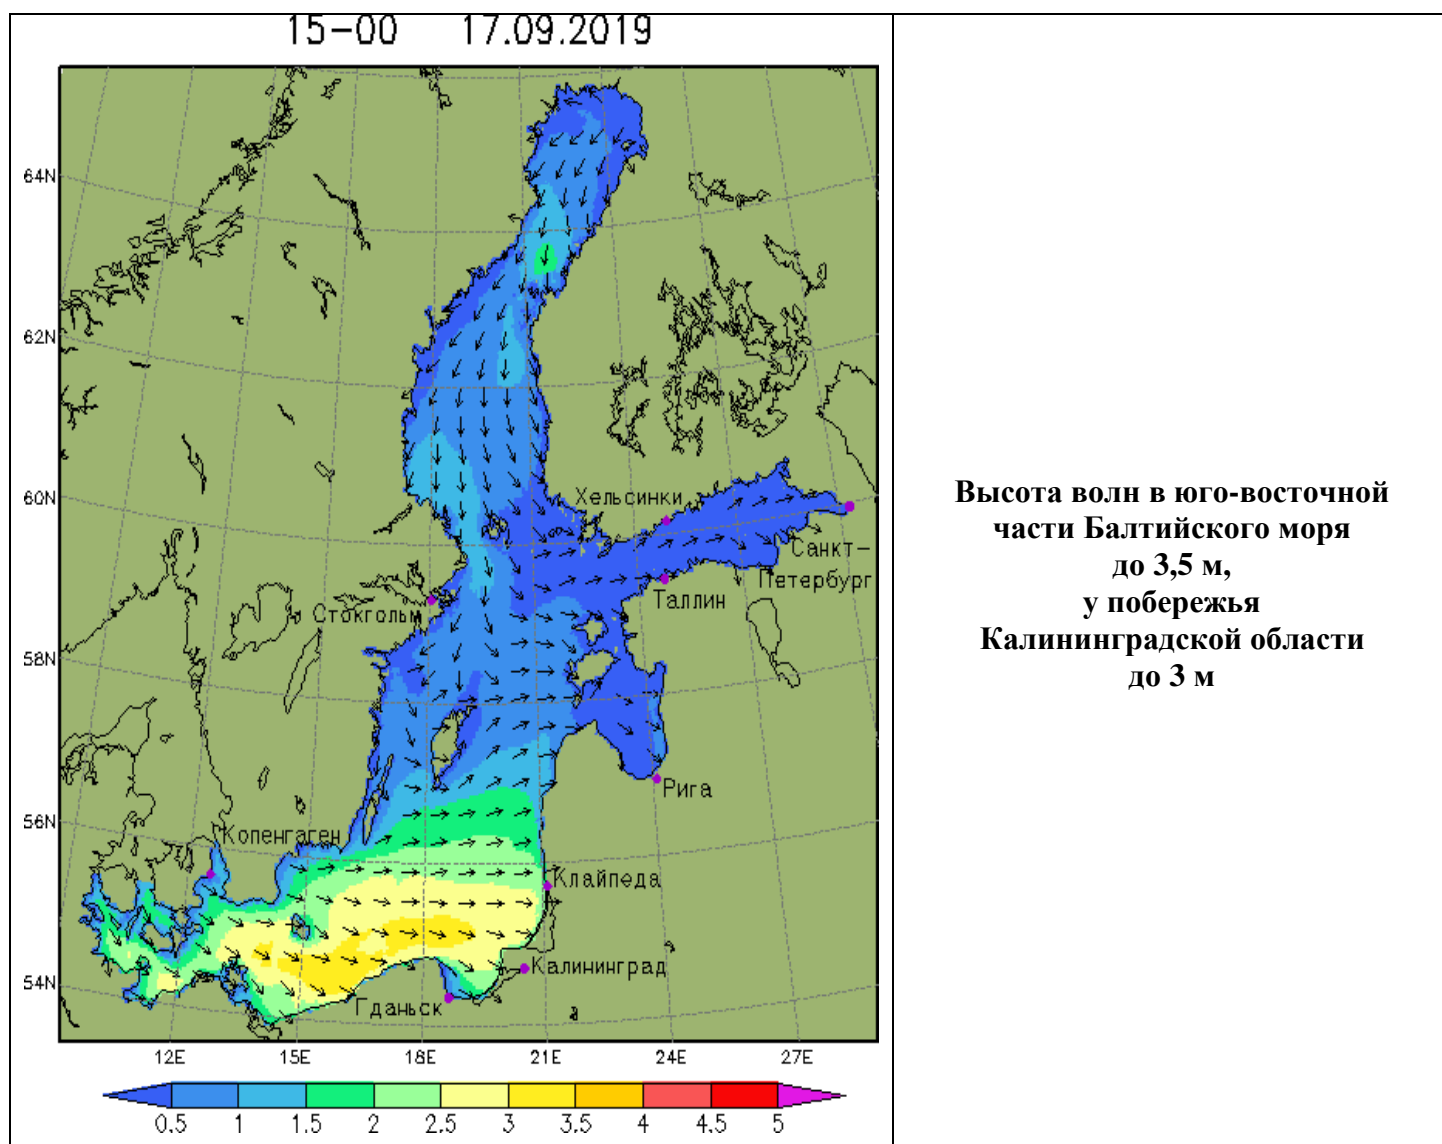 15-00 17.09.2019
64N
62N
60N
58N
56N
54N
Хельсинки
Санкт-
Петербург
Таллин
Стокгольм
Рига
Копенгаген
Клайпеда
Калининград
Гданьск
12E 15E 18E 21E 24E 27E
0.5 1 1.5 2 2.5 3 3.5 4 4.5 5
Высота волн в юго-восточной
части Балтийского моря
до 3,5 м,
у побережья
Калининградской области
до 3 м